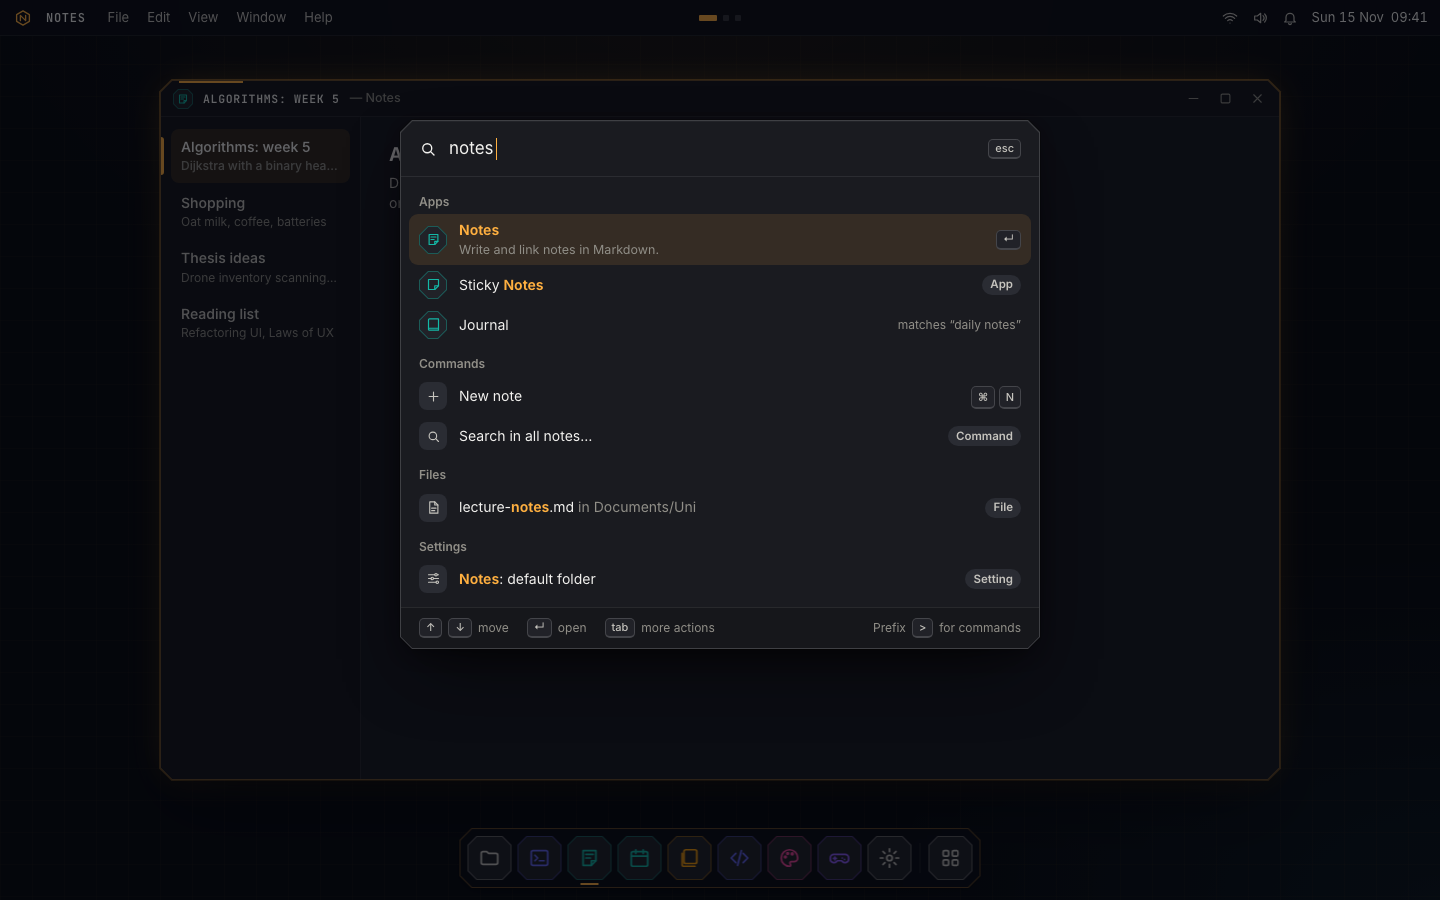 NOTES File Edit View Window Help Sun 15 Nov 09:41
ALGORITHMS: WEEK 5 — Notes
Algorithms: week 5
Dijkstra with a binary hea…
Shopping
Oat milk, coffee, batteries
Thesis ideas
Drone inventory scanning…
Reading list
Refactoring UI, Laws of UX
notes esc
Apps
Notes
Write and link notes in Markdown.
Sticky Notes App
Journal matches “daily notes”
Commands
New note ⌘ N
Search in all notes… Command
Files
lecture-notes.md in Documents/Uni File
Settings
Notes: default folder Setting
↑ ↓ move ↵ open tab more actions Prefix > for commands